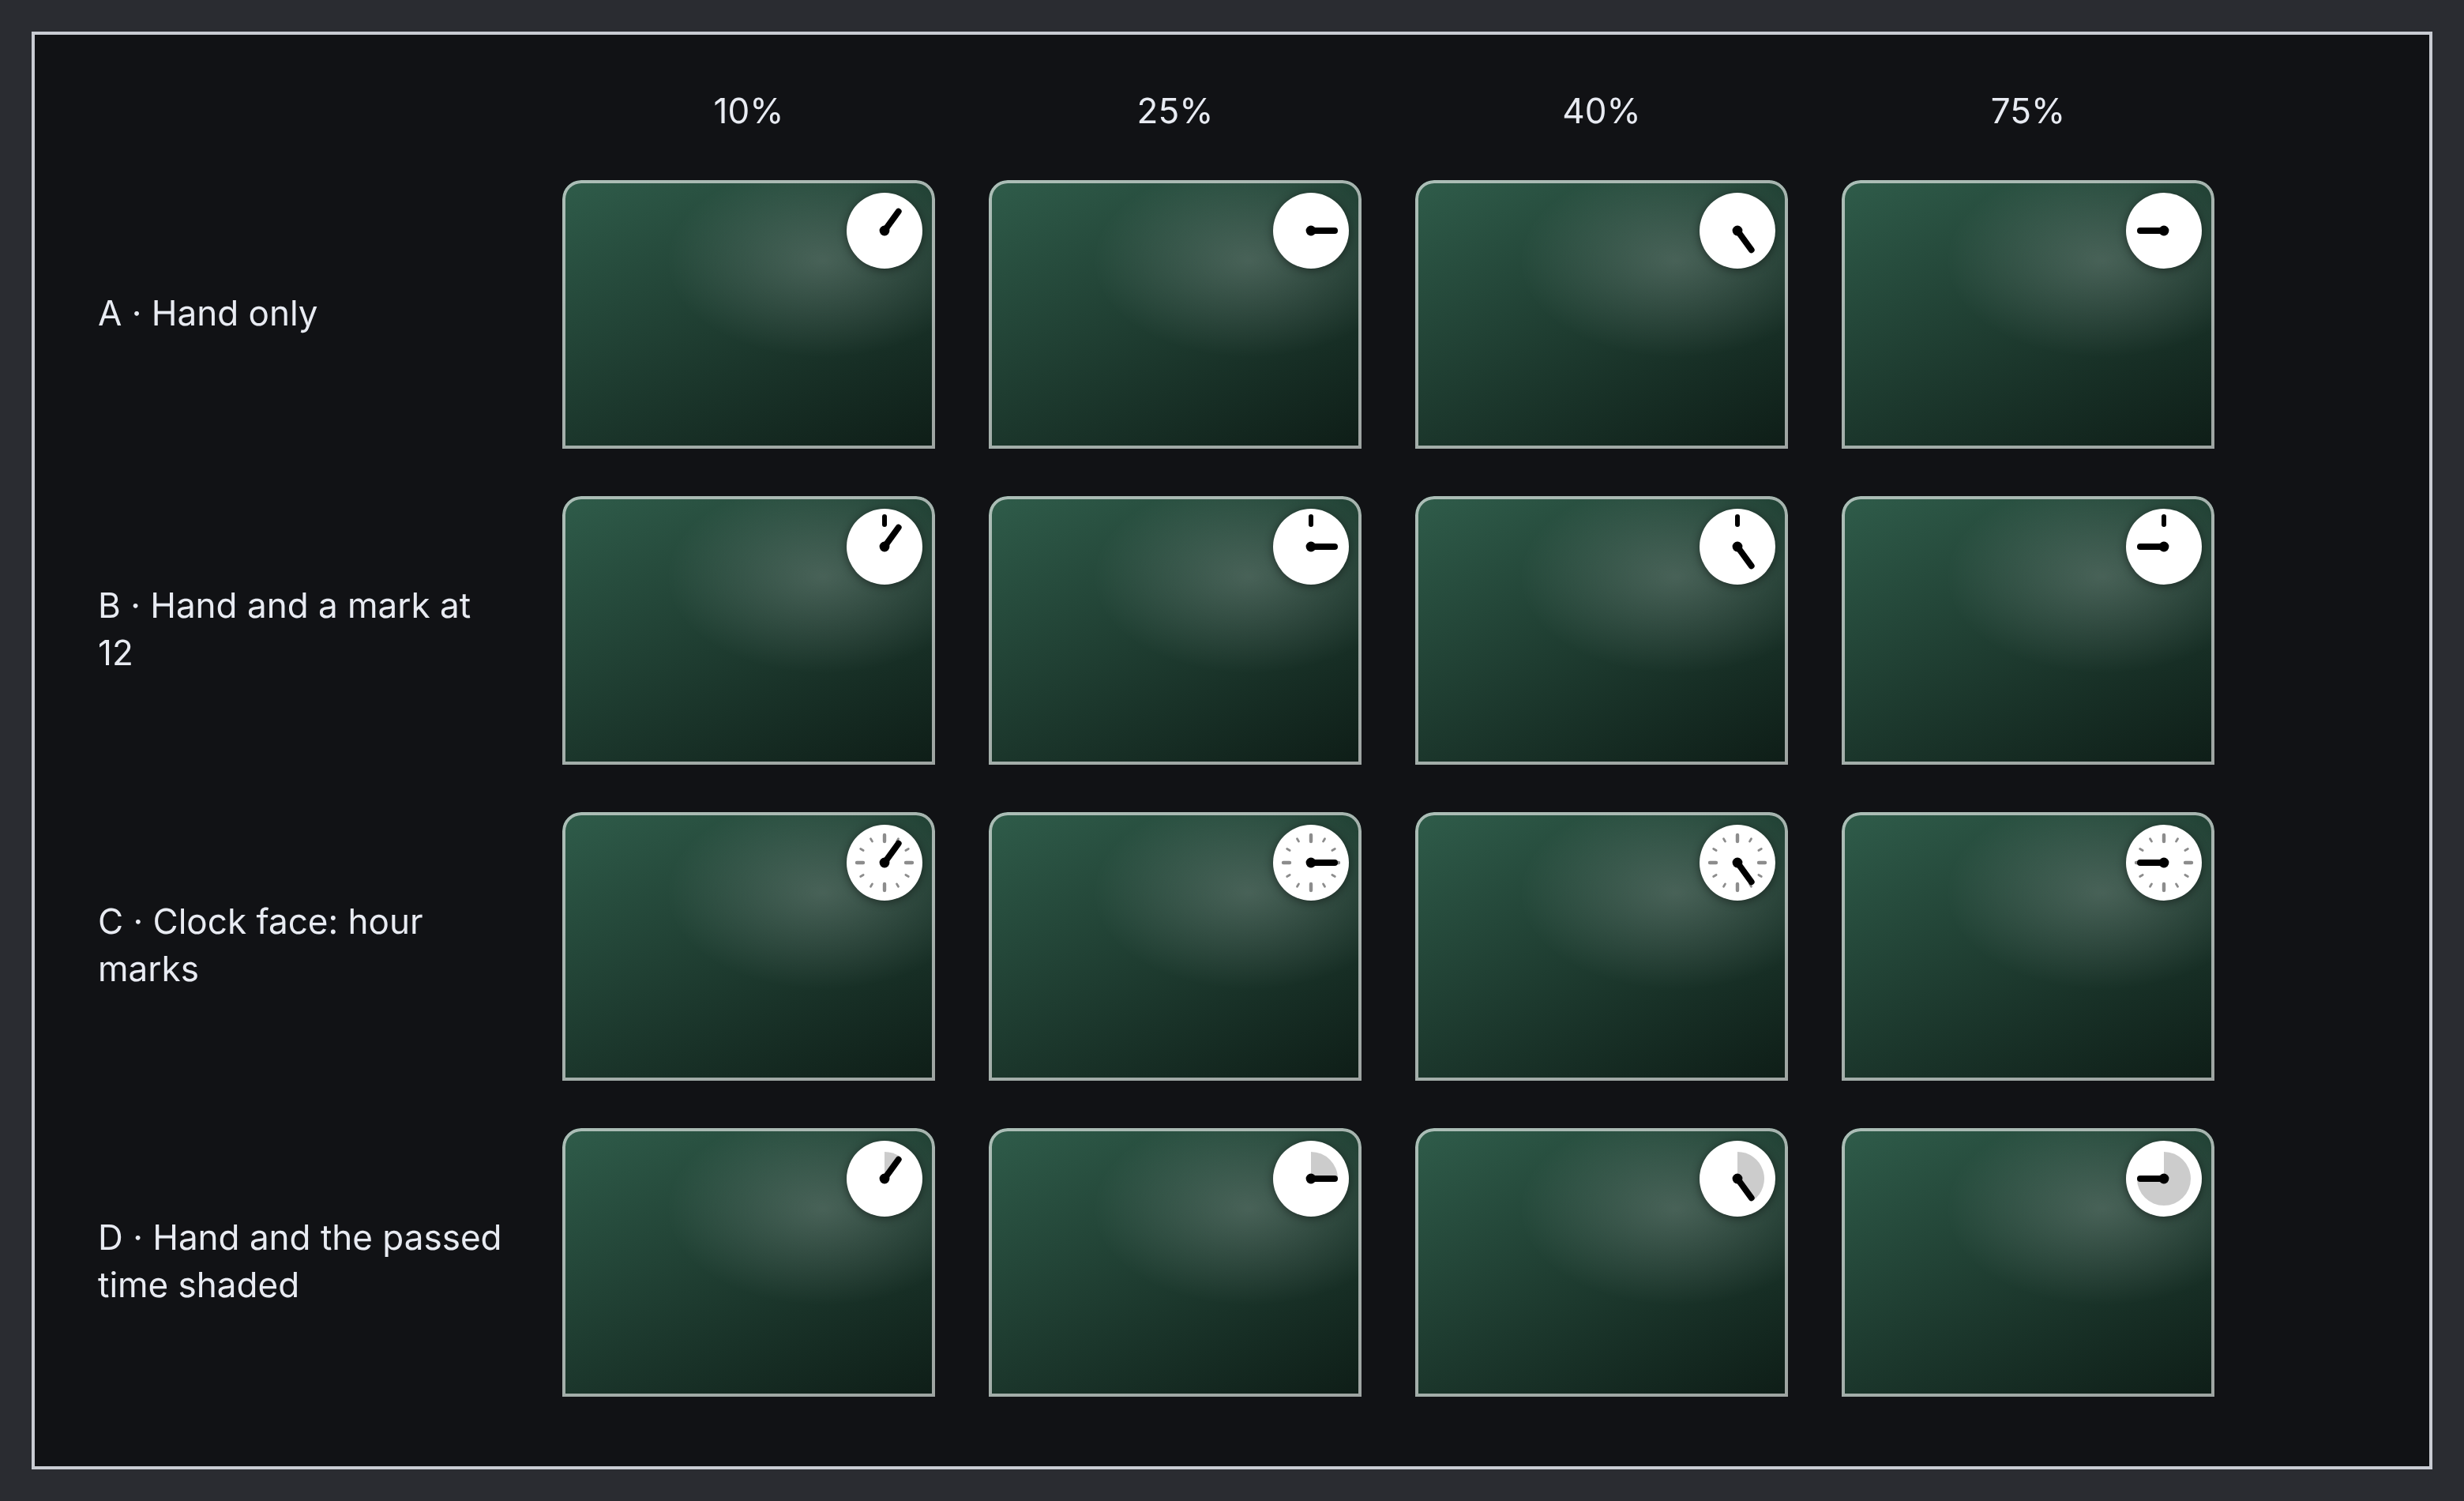 10%
25%
40%
75%
A · Hand only
B · Hand and a mark at
12
C · Clock face: hour
marks
D · Hand and the passed
time shaded